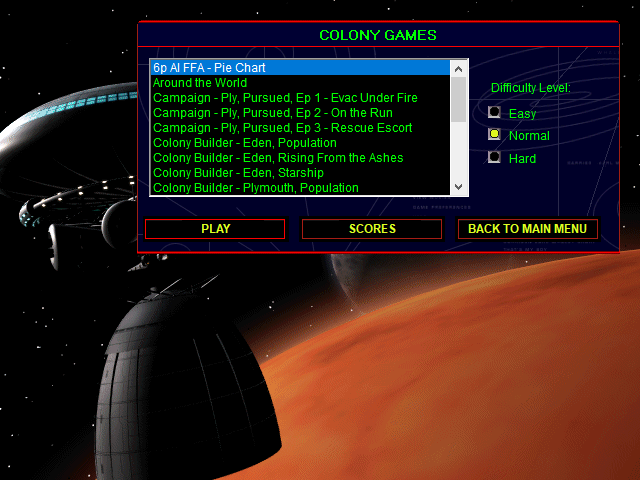 COLONY GAMES
6p AI FFA - Pie Chart
Around the World
Campaign - Ply, Pursued, Ep 1 - Evac Under Fire
Campaign - Ply, Pursued, Ep 2 - On the Run
Campaign - Ply, Pursued, Ep 3 - Rescue Escort
Colony Builder - Eden, Population
Colony Builder - Eden, Rising From the Ashes
Colony Builder - Eden, Starship
Colony Builder - Plymouth, Population
Difficulty Level:
Easy
Normal
Hard
GAME PREFERENCES
PLAY
SCORES
BACK TO MAIN MENU